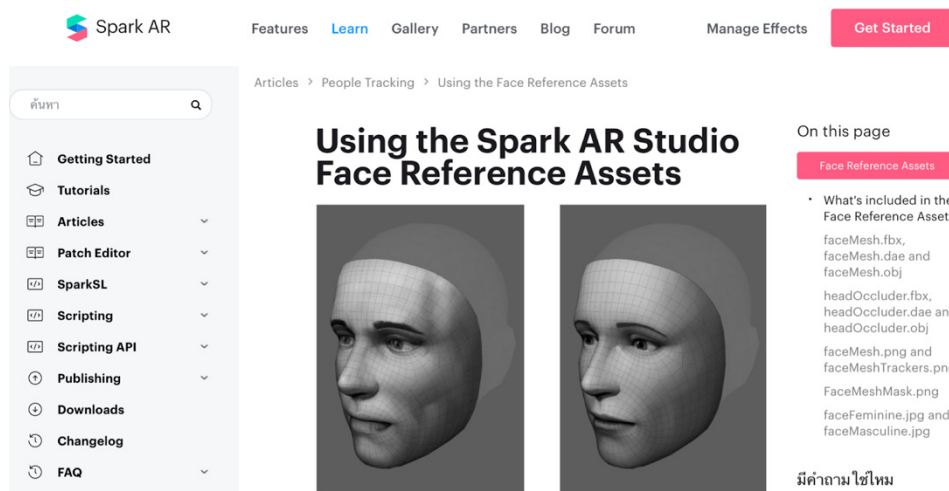 Spark AR
Features Learn Gallery Partners Blog Forum Manage Effects Get Started
Articles > People Tracking > Using the Face Reference Assets
ค้นหา
Getting Started
Tutorials
Articles
Patch Editor
SparkSL
Scripting
Scripting API
Publishing
Downloads
Changelog
FAQ
Using the Spark AR Studio
Face Reference Assets
On this page
Face Reference Assets
What's included in the
Face Reference Asset
faceMesh.fbx,
faceMesh.dae and
faceMesh.obj
headOccluder.fbx,
headOccluder.dae an
headOccluder.obj
faceMesh.png and
faceMeshTrackers.pn
FaceMeshMask.png
faceFeminine.jpg and
faceMasculine.jpg
มีคำถามใช่ไหม